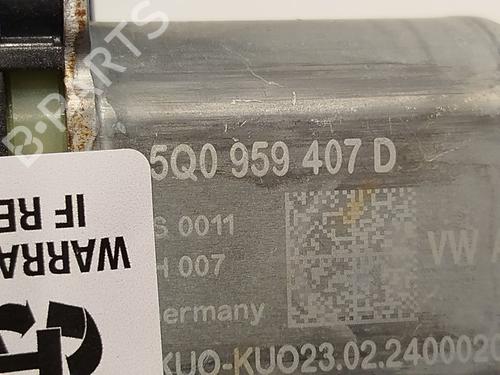 B-PARTS
5Q0 959 407 D
S 0011
H 007
VW
ermany
KUO-KUO23.02.2400020
WARRA
IF RE